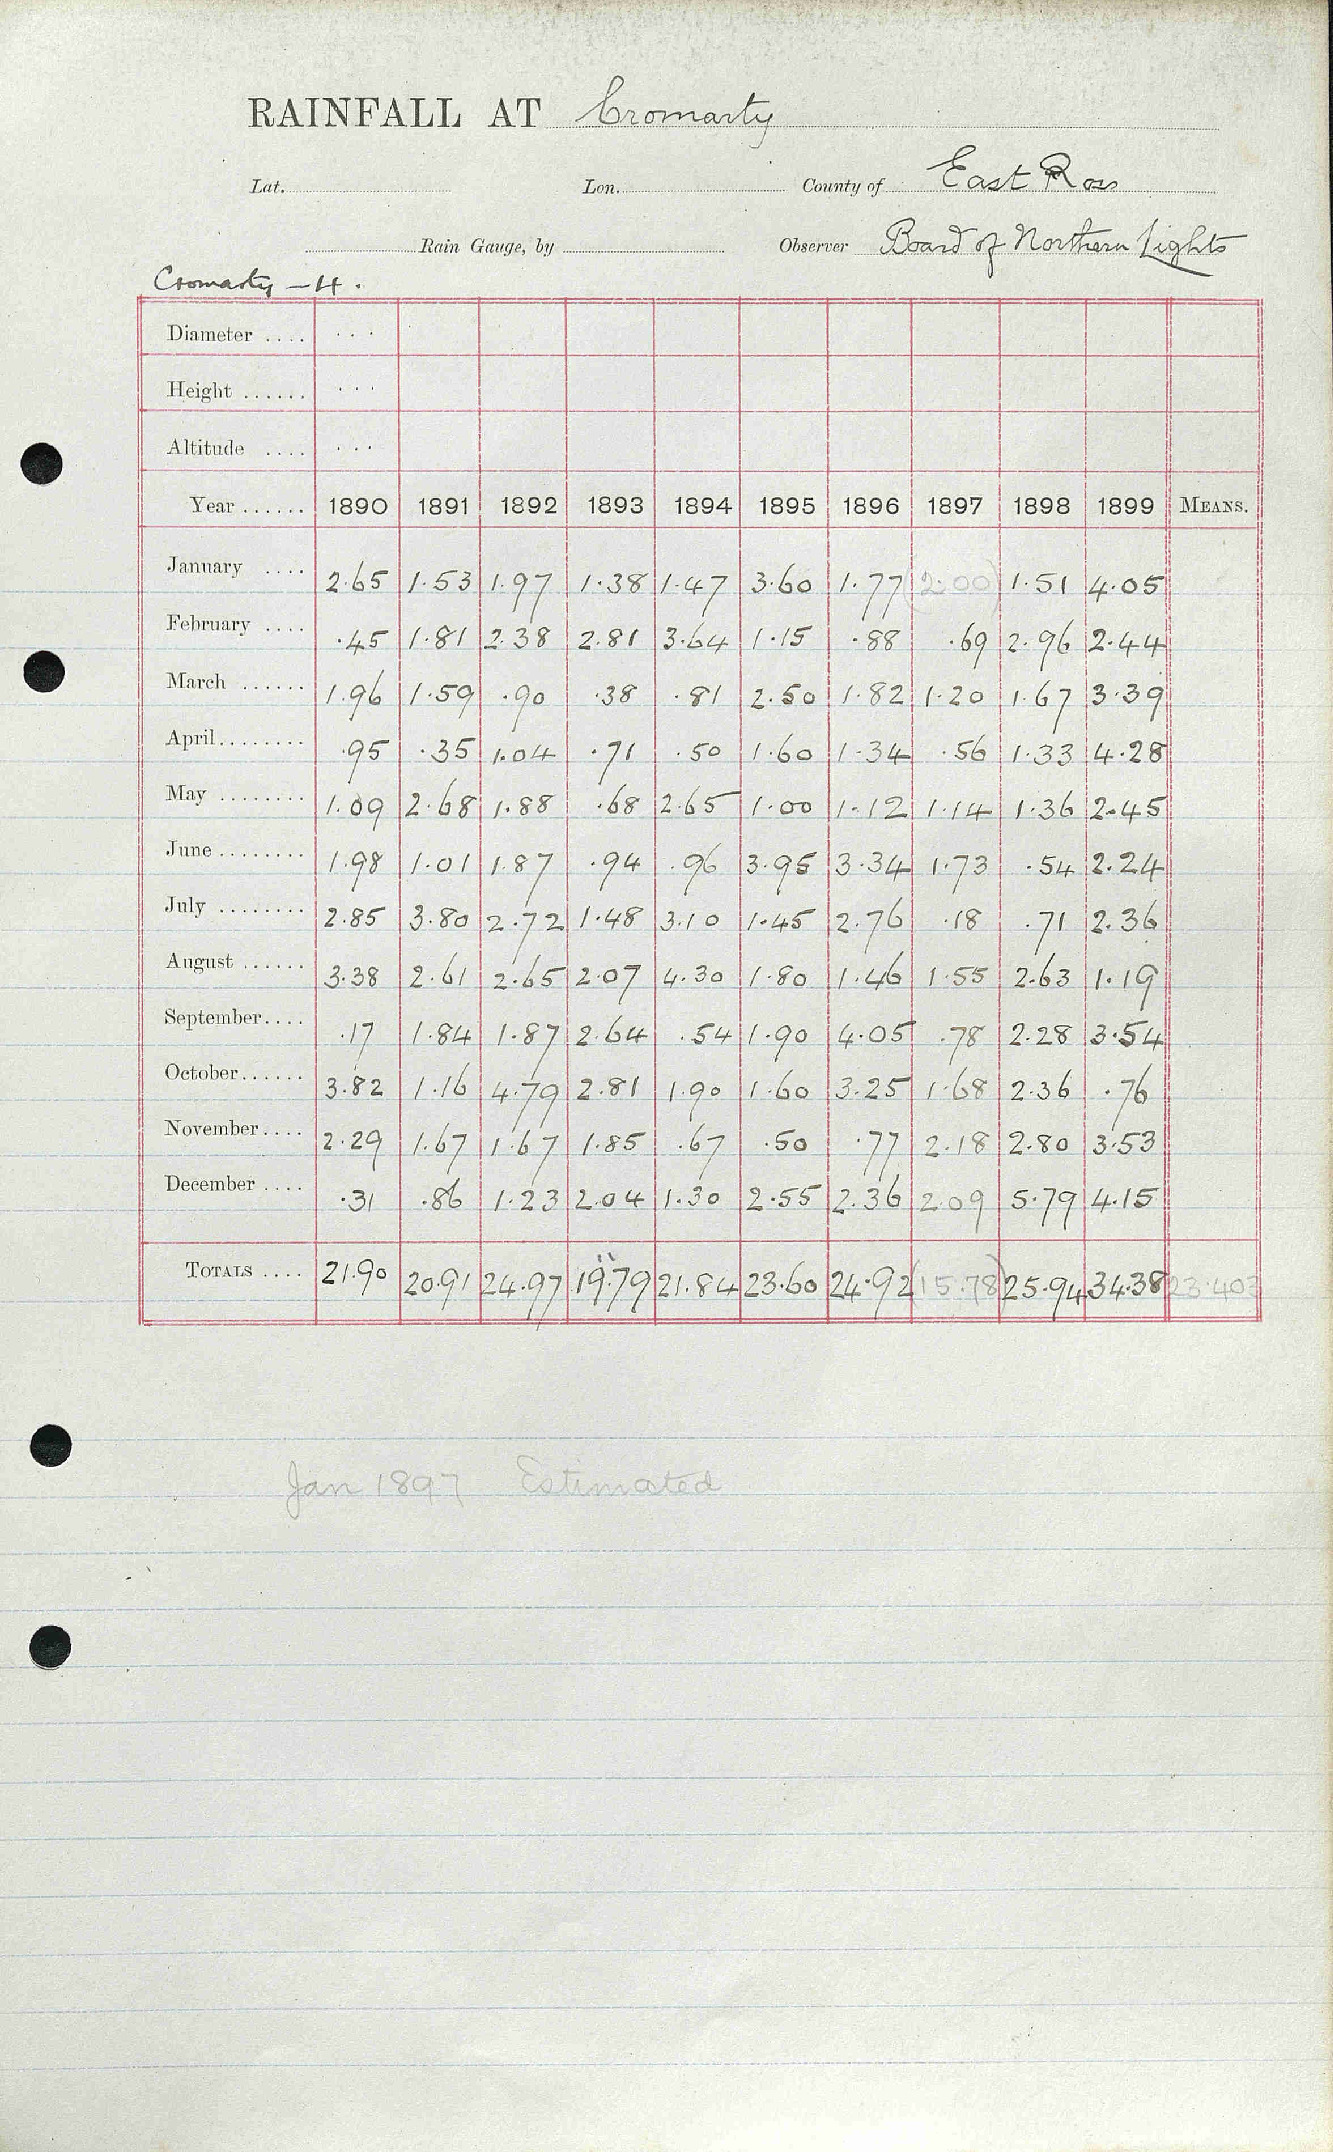 RAINFALL AT Cromarty
Lat. Lon. County of East Ross
Rain Gauge, by Observer Board of Northern Lights
Cromarty - H.
Diameter .... ...
Height ...... ...
Altitude .... ...
Year ...... 1890 1891 1892 1893 1894 1895 1896 1897 1898 1899 MEANS.
January .... 2.65 1.53 1.97 1.38 1.47 3.60 1.77 (2.00) 1.51 4.05
February .... .45 1.81 2.38 2.81 3.64 1.15 .88 .69 2.96 2.44
March ...... 1.96 1.59 .90 .38 .81 2.50 1.82 1.20 1.67 3.39
April ........ .95 .35 1.04 .71 .50 1.60 1.34 .56 1.33 4.28
May ........ 1.09 2.68 1.88 .68 2.65 1.00 1.12 1.14 1.36 2.45
June ........ 1.98 1.01 1.87 .94 .96 3.95 3.34 1.73 .54 2.24
July ........ 2.85 3.80 2.72 1.48 3.10 1.45 2.76 .18 .71 2.36
August ...... 3.38 2.61 2.65 2.07 4.30 1.80 1.46 1.55 2.63 1.19
September .... .17 1.84 1.87 2.64 .54 1.90 4.05 .78 2.28 3.54
October ...... 3.82 1.16 4.79 2.81 1.90 1.60 3.25 1.68 2.36 .76
November .... 2.29 1.67 1.67 1.85 .67 .50 .77 2.18 2.80 3.53
December .... .31 .86 1.23 2.04 1.30 2.55 2.36 2.09 5.79 4.15
TOTALS .... 21.90 20.91 24.97 19.79 21.84 23.60 24.92 (15.78) 25.94 34.38 23.403
Jan 1897 Estimated